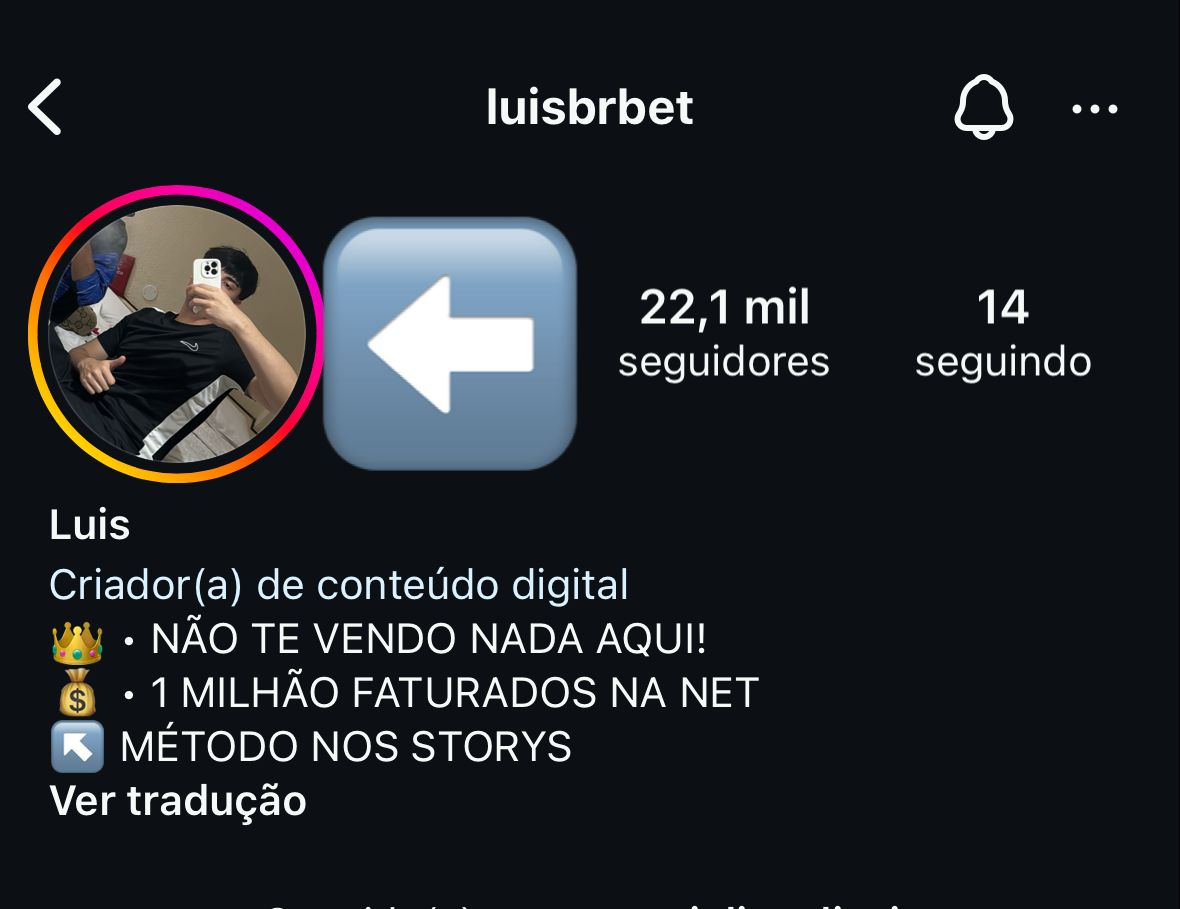 luisbrbet
22,1 mil
seguidores
14
seguindo
Luis
Criador(a) de conteúdo digital
👑 • NÃO TE VENDO NADA AQUI!
💰 • 1 MILHÃO FATURADOS NA NET
↖️ MÉTODO NOS STORYS
Ver tradução